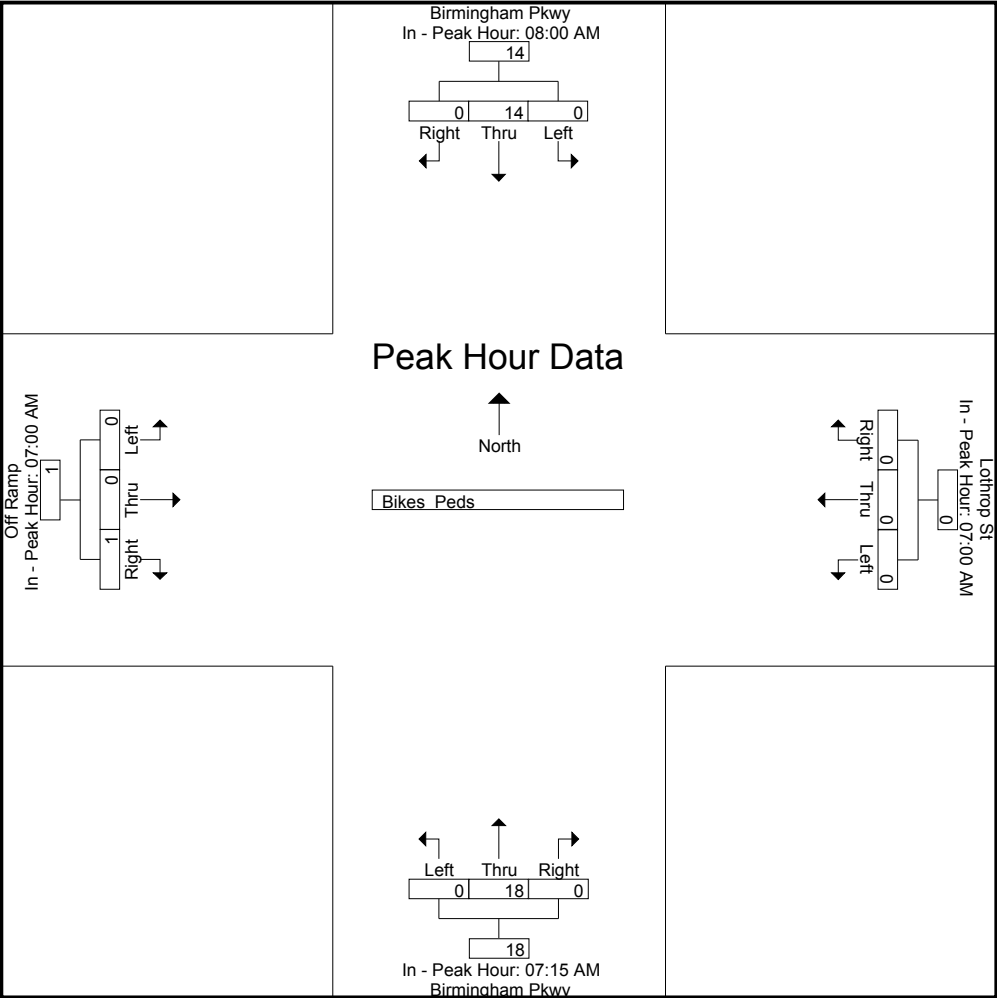 Birmingham Pkwy
In - Peak Hour: 08:00 AM
14
0 14 0
Right Thru Left
Peak Hour Data
North
Bikes Peds
Off Ramp
In - Peak Hour: 07:00 AM
1
0 0 1
Left Thru Right
Right Thru Left
0 0 0
0
In - Peak Hour: 07:00 AM
Lothrop St
Left Thru Right
0 18 0
18
In - Peak Hour: 07:15 AM
Birmingham Pkwy